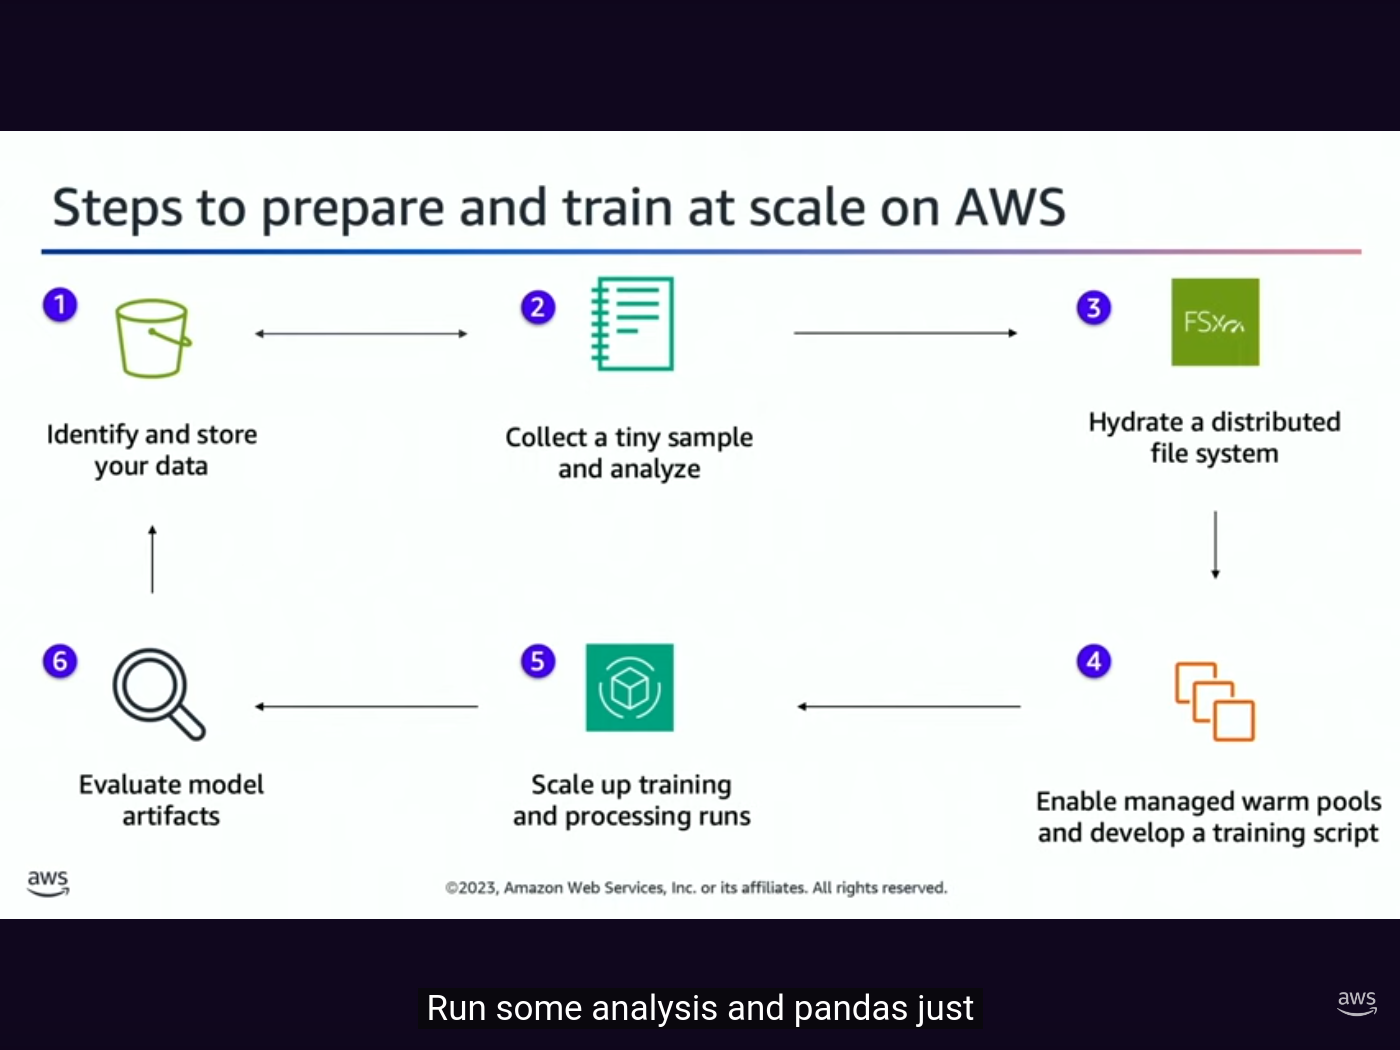 Steps to prepare and train at scale on AWS
1
2
3
FSx
Identify and store
your data
Collect a tiny sample
and analyze
Hydrate a distributed
file system
6
5
4
Evaluate model
artifacts
Scale up training
and processing runs
Enable managed warm pools
and develop a training script
aws
©2023, Amazon Web Services, Inc. or its affiliates. All rights reserved.
Run some analysis and pandas just
aws